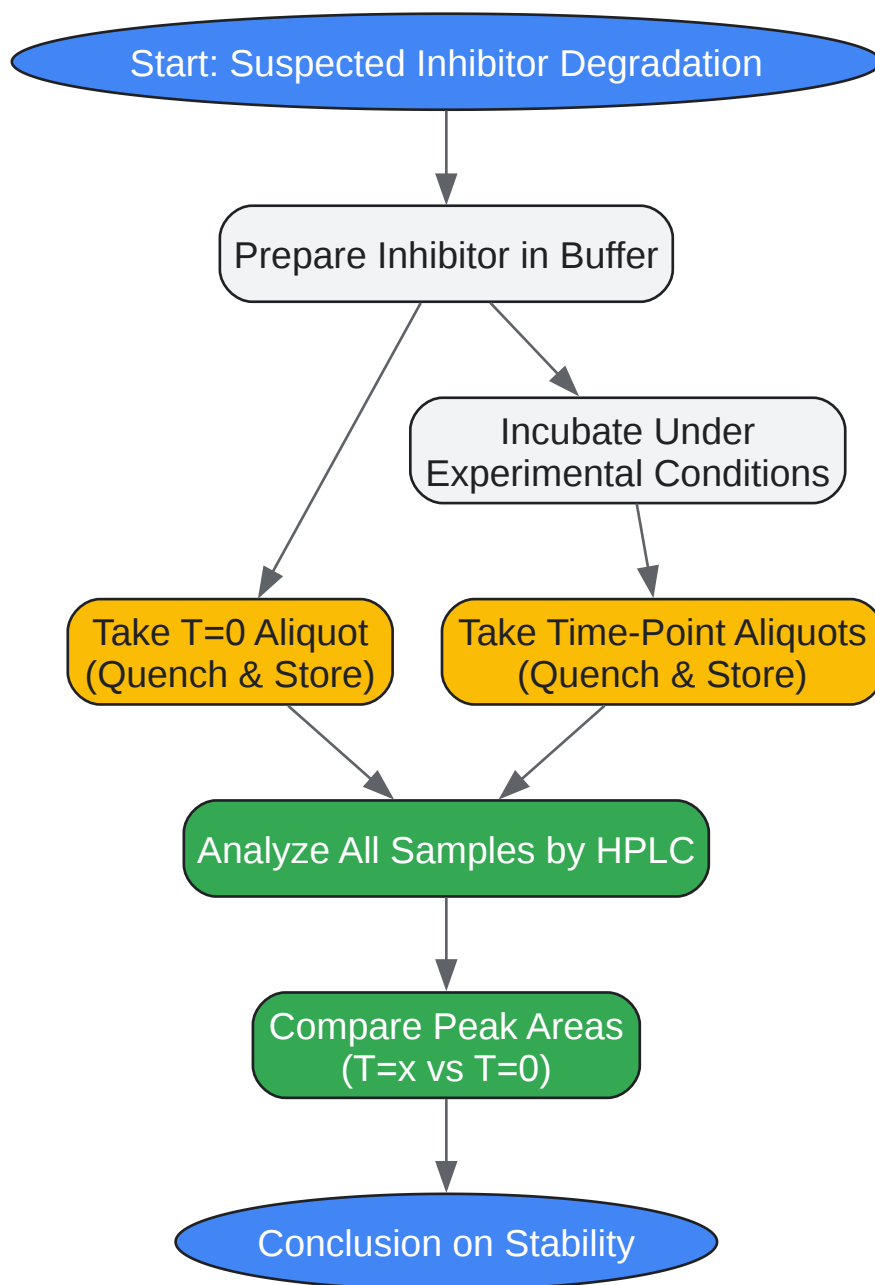 Start: Suspected Inhibitor Degradation
Prepare Inhibitor in Buffer
Incubate Under
Experimental Conditions
Take T=0 Aliquot
(Quench & Store)
Take Time-Point Aliquots
(Quench & Store)
Analyze All Samples by HPLC
Compare Peak Areas
(T=x vs T=0)
Conclusion on Stability